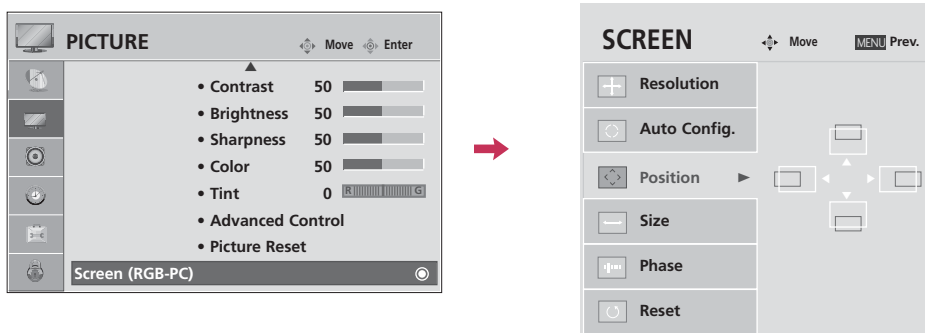 PICTURE
Move Enter
• Contrast 50
• Brightness 50
• Sharpness 50
• Color 50
• Tint 0 R G
• Advanced Control
• Picture Reset
Screen (RGB-PC)
SCREEN
Move MENU Prev.
Resolution
Auto Config.
Position
Size
Phase
Reset